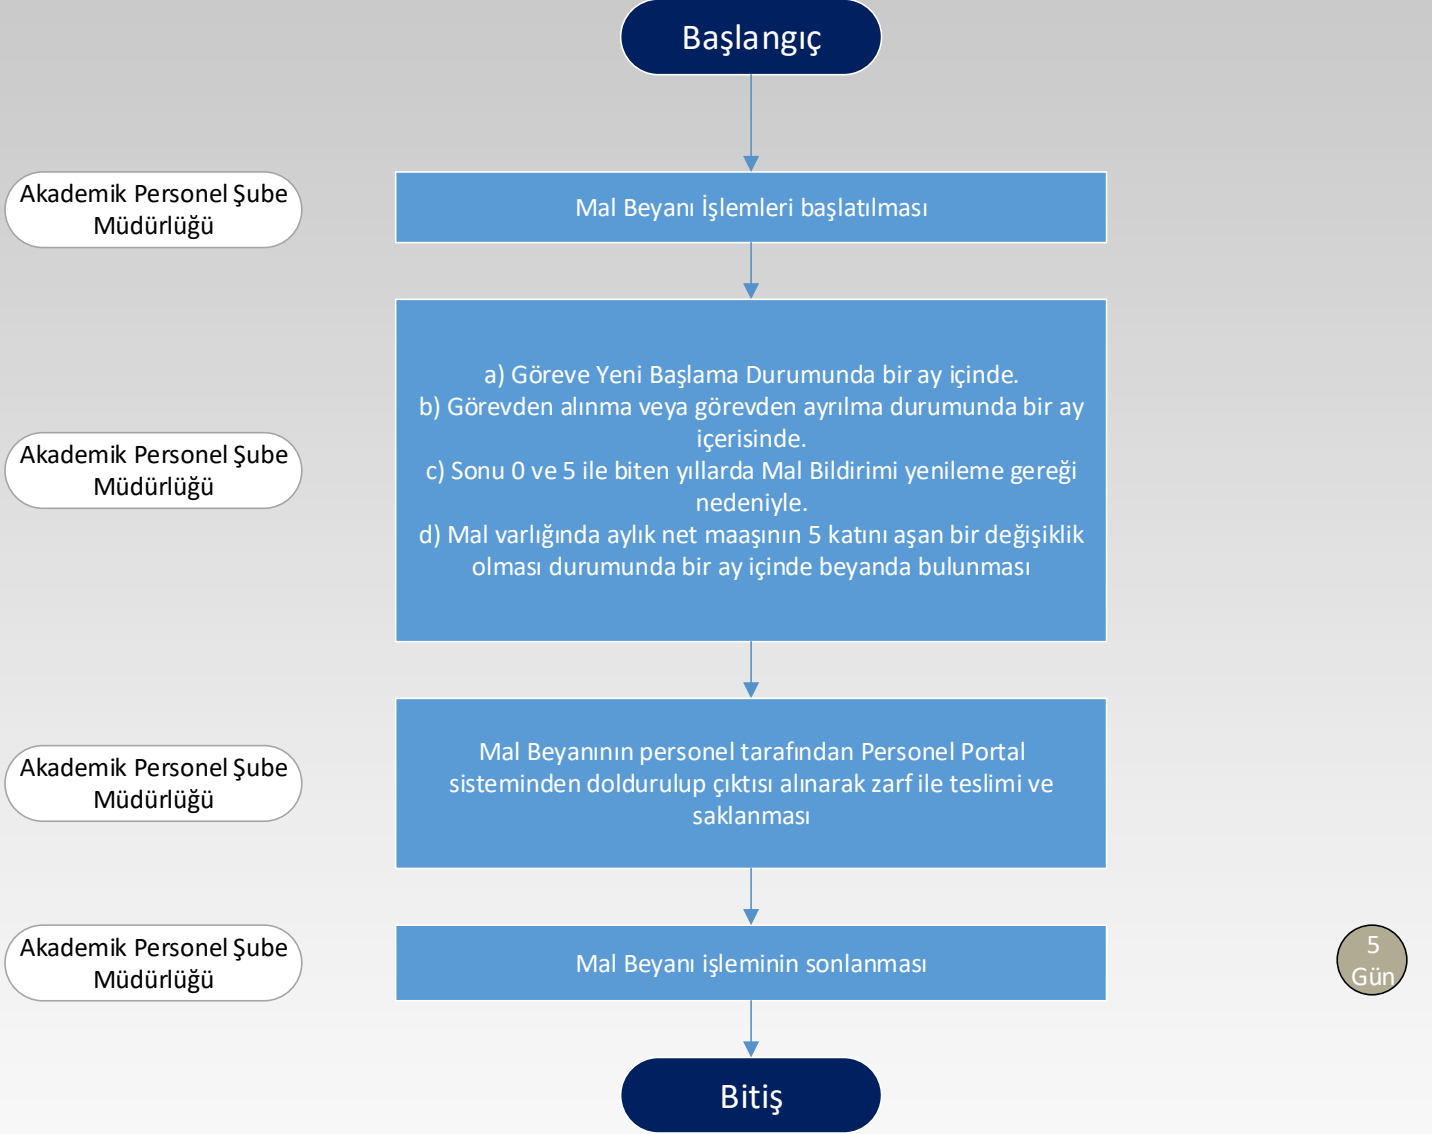 Başlangıç
Akademik Personel Şube
Müdürlüğü
Mal Beyanı İşlemleri başlatılması
Akademik Personel Şube
Müdürlüğü
a) Göreve Yeni Başlama Durumunda bir ay içinde.
b) Görevden alınma veya görevden ayrılma durumunda bir ay
içerisinde.
c) Sonu 0 ve 5 ile biten yıllarda Mal Bildirimi yenileme gereği
nedeniyle.
d) Mal varlığında aylık net maaşının 5 katını aşan bir değişiklik
olması durumunda bir ay içinde beyanda bulunması
Akademik Personel Şube
Müdürlüğü
Mal Beyanının personel tarafından Personel Portal
sisteminden doldurulup çıktısı alınarak zarf ile teslimi ve
saklanması
Akademik Personel Şube
Müdürlüğü
Mal Beyanı işleminin sonlanması
5
Gün
Bitiş